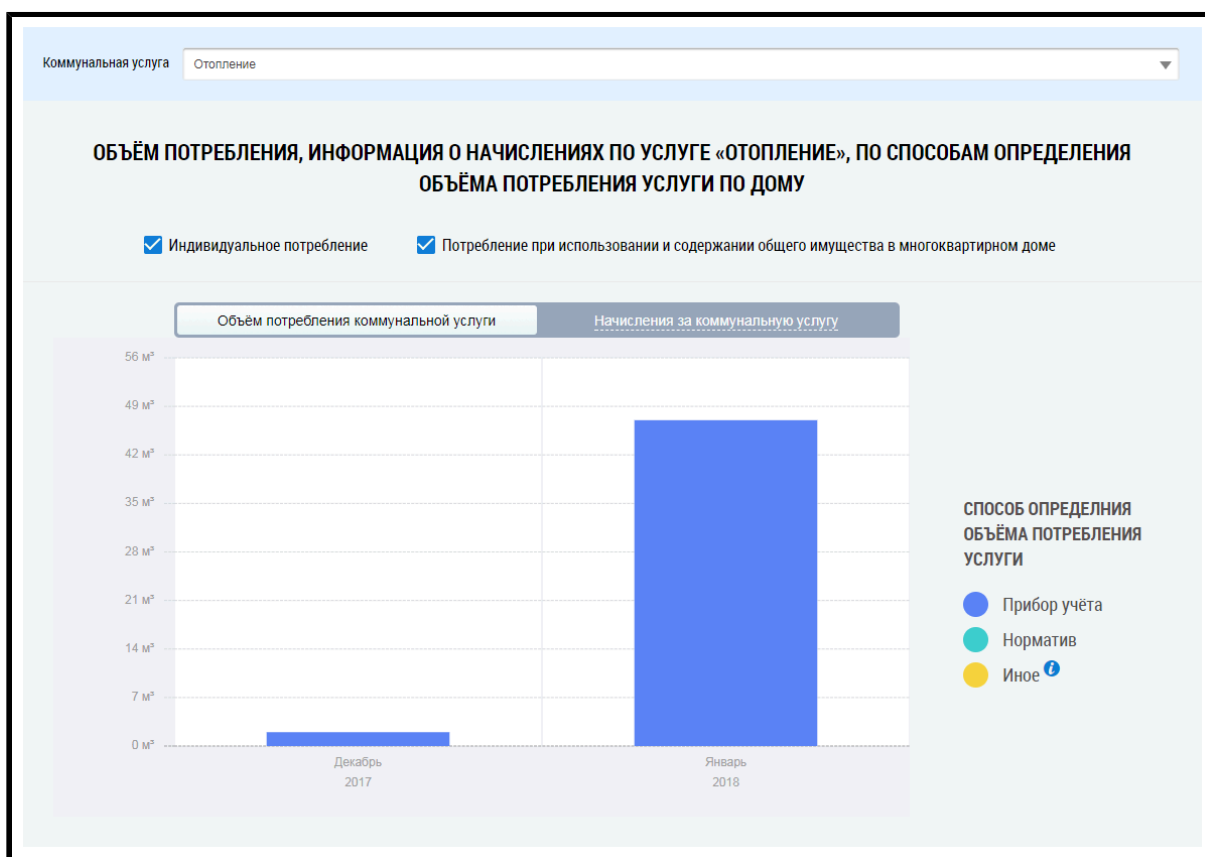 Коммунальная услуга
Отопление
ОБЪЁМ ПОТРЕБЛЕНИЯ, ИНФОРМАЦИЯ О НАЧИСЛЕНИЯХ ПО УСЛУГЕ «ОТОПЛЕНИЕ», ПО СПОСОБАМ ОПРЕДЕЛЕНИЯ
ОБЪЁМА ПОТРЕБЛЕНИЯ УСЛУГИ ПО ДОМУ
Индивидуальное потребление
Потребление при использовании и содержании общего имущества в многоквартирном доме
Объём потребления коммунальной услуги
Начисления за коммунальную услугу
56 м³
49 м³
42 м³
35 м³
28 м³
21 м³
14 м³
7 м³
0 м³
Декабрь
2017
Январь
2018
СПОСОБ ОПРЕДЕЛНИЯ
ОБЪЁМА ПОТРЕБЛЕНИЯ
УСЛУГИ
Прибор учёта
Норматив
Иное i